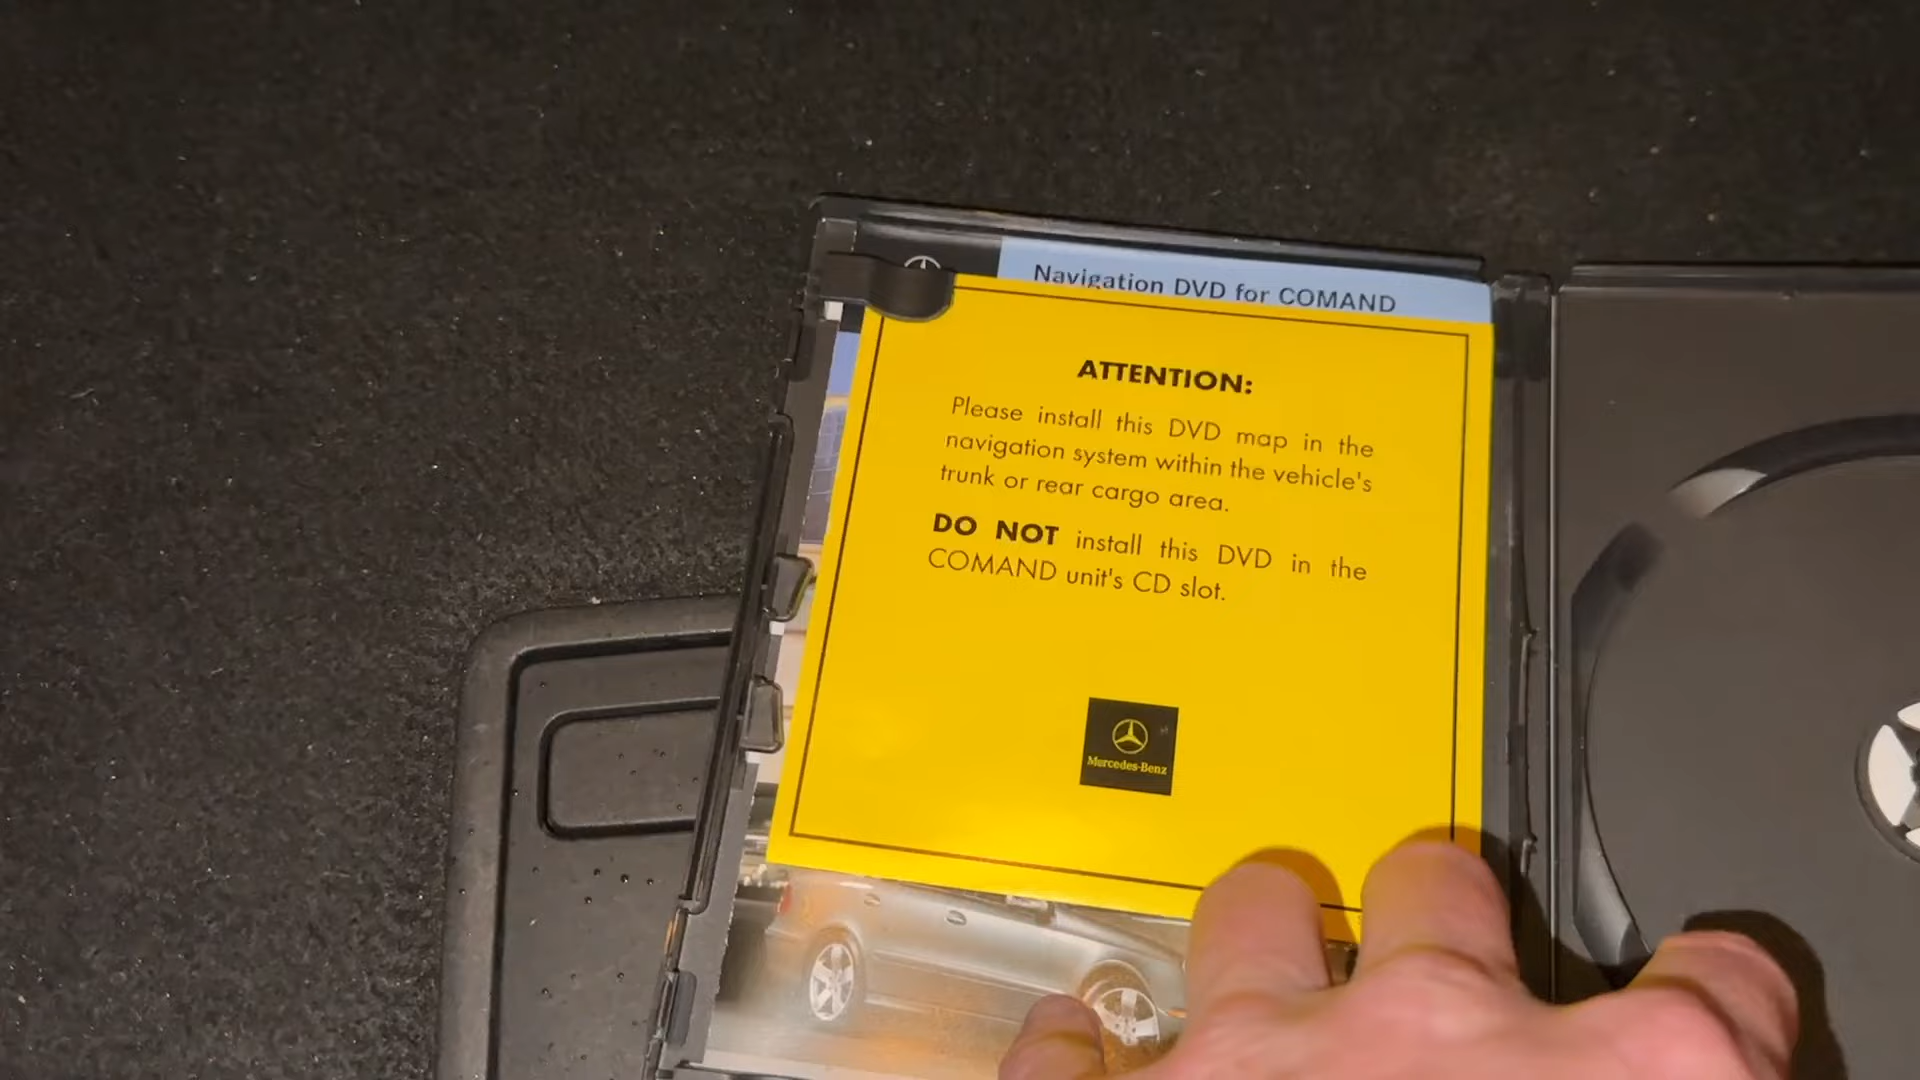 Navigation DVD for COMAND
ATTENTION:
Please install this DVD map in the
navigation system within the vehicle's
trunk or rear cargo area.
DO NOT install this DVD in the
COMAND unit's CD slot.
Mercedes-Benz